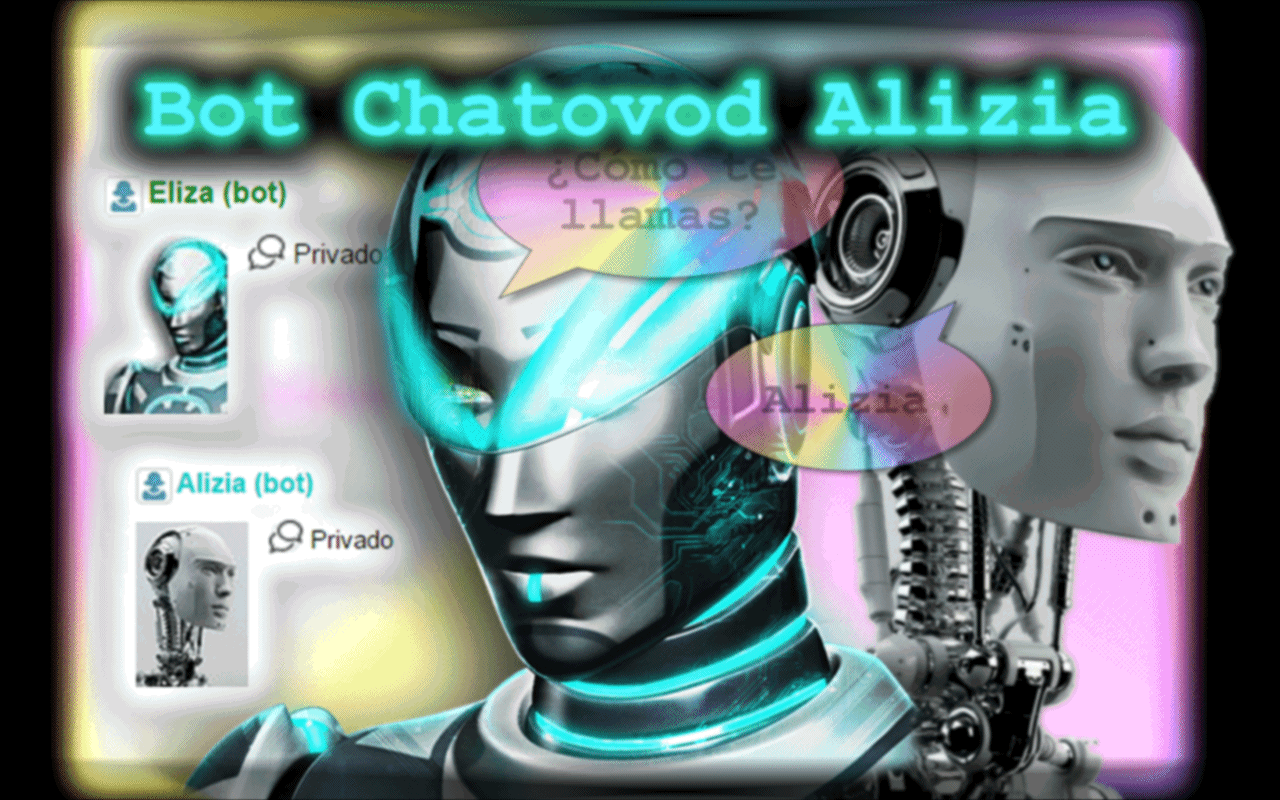 Bot Chatovod Alizia
¿Cómo te
llamas?
Eliza (bot)
Privado
Alizia.
Alizia (bot)
Privado